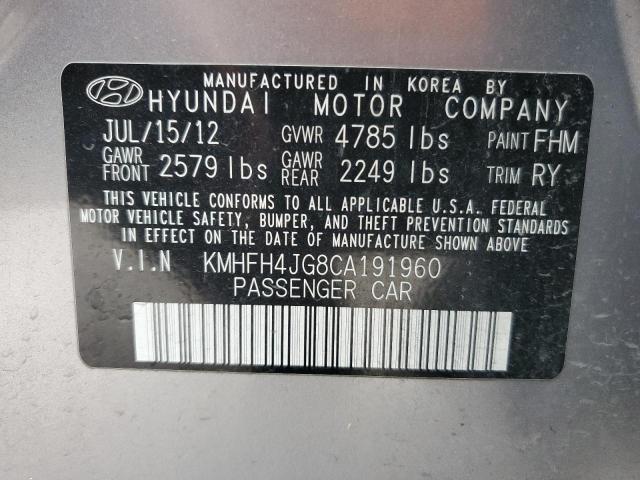 MANUFACTURED IN KOREA BY
HYUNDAI MOTOR COMPANY
JUL/15/12 GVWR 4785 lbs PAINT FHM
GAWR FRONT 2579 lbs GAWR REAR 2249 lbs TRIM RY
THIS VEHICLE CONFORMS TO ALL APPLICABLE U.S.A. FEDERAL
MOTOR VEHICLE SAFETY, BUMPER, AND THEFT PREVENTION
STANDARDS IN EFFECT ON THE DATE OF MANUFACTURE SHOWN ABOVE
V.I.N KMHFH4JG8CA191960
PASSENGER CAR